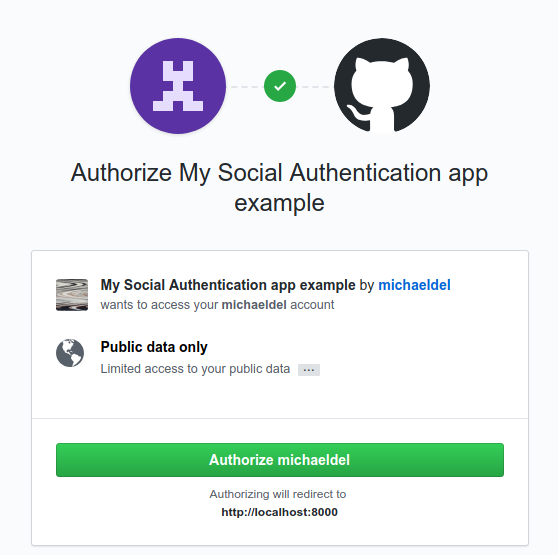 Authorize My Social Authentication app
example
My Social Authentication app example by michaeldel
wants to access your michaeldel account
Public data only
Limited access to your public data ...
Authorize michaeldel
Authorizing will redirect to
http://localhost:8000